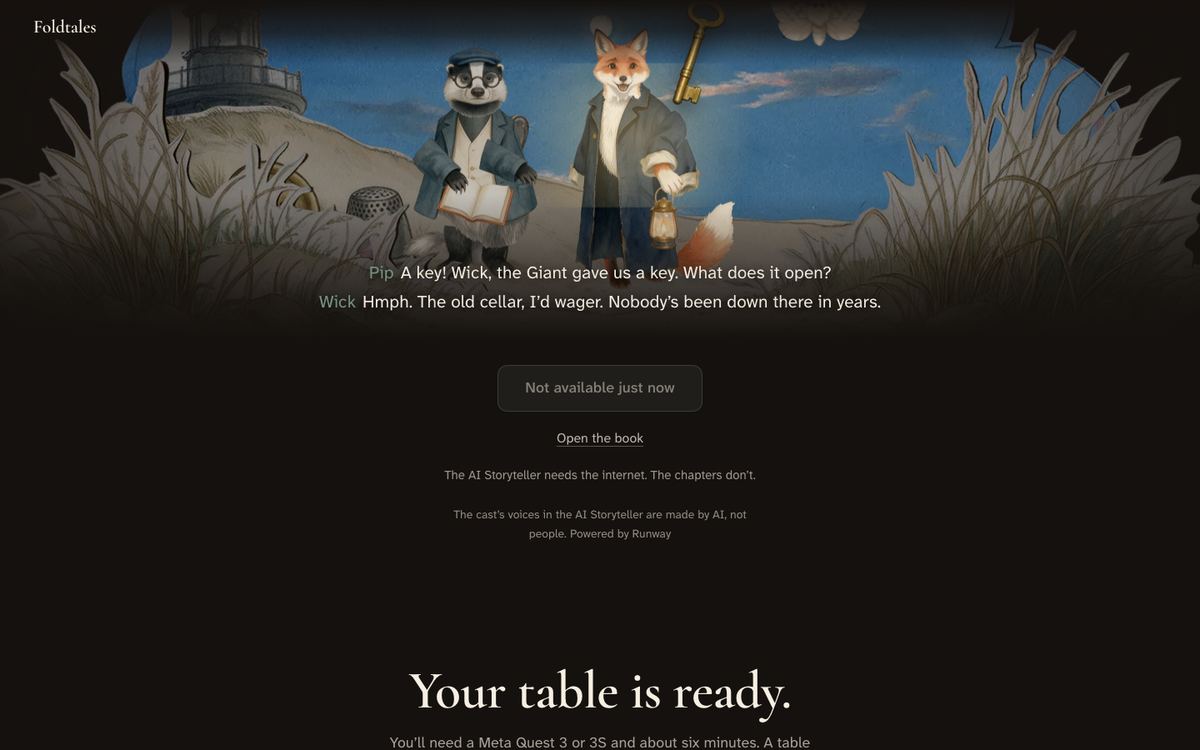 Foldtales
Pip A key! Wick, the Giant gave us a key. What does it open?
Wick Hmph. The old cellar, I’d wager. Nobody’s been down there in years.
Not available just now
Open the book
The AI Storyteller needs the internet. The chapters don’t.
The cast’s voices in the AI Storyteller are made by AI, not
people. Powered by Runway
Your table is ready.
You’ll need a Meta Quest 3 or 3S and about six minutes. A table